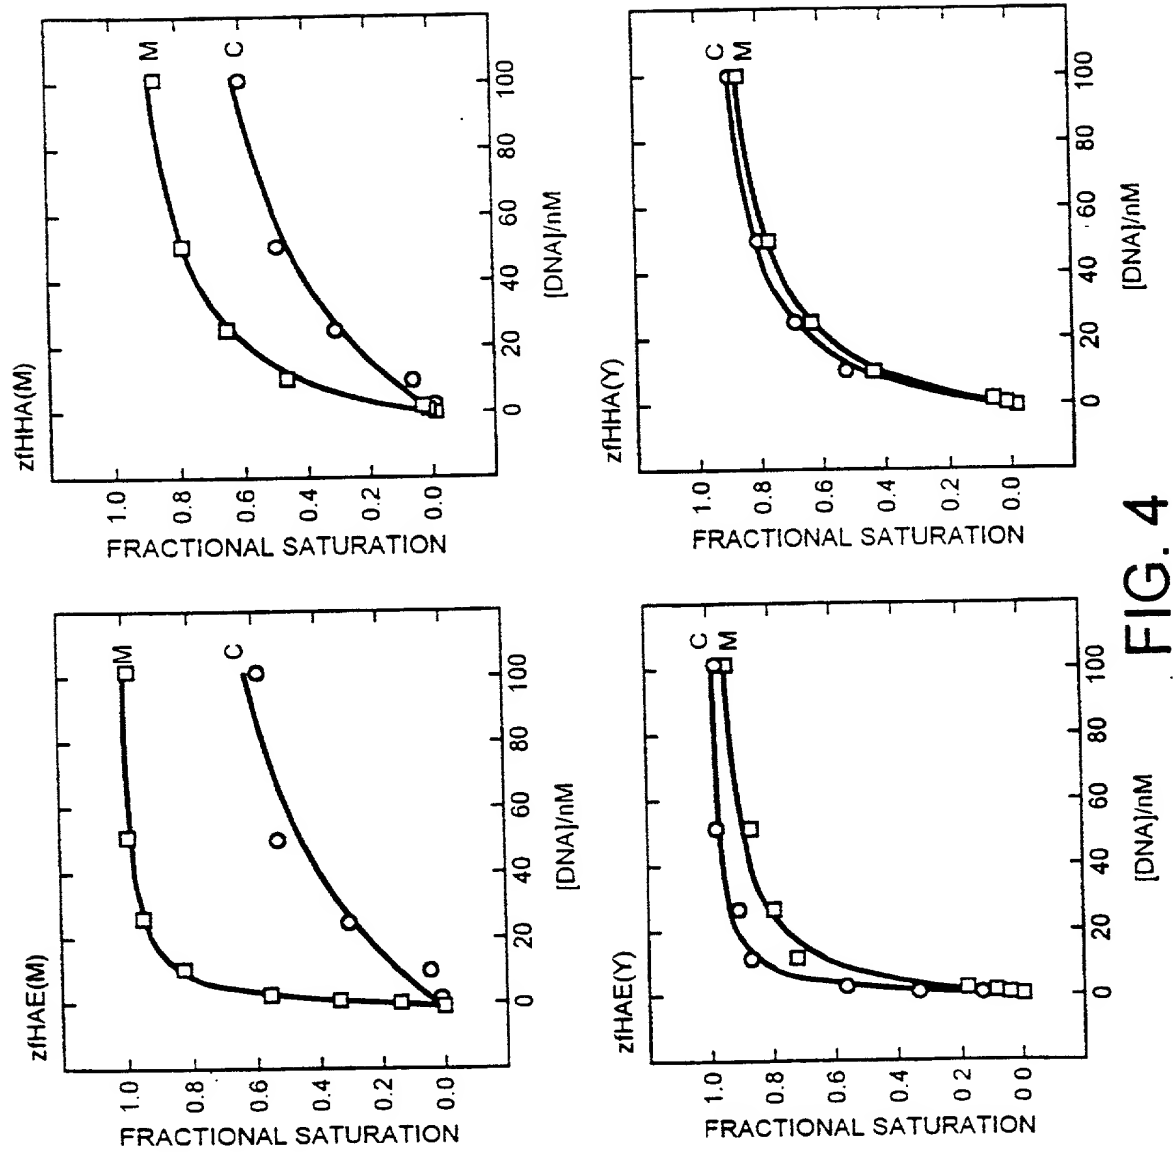 zfHAE(M)
FRACTIONAL SATURATION
1.0
0.8
0.6
0.4
0.2
0.0
M
C
0
20
40
60
80
100
[DNA]/nM
zfHHA(M)
FRACTIONAL SATURATION
1.0
0.8
0.6
0.4
0.2
0.0
M
C
0
20
40
60
80
100
[DNA]/nM
zfHAE(Y)
FRACTIONAL SATURATION
1.0
0.8
0.6
0.4
0 2
0 0
C
M
0
20
40
60
80
100
[DNA]/nM
zfHHA(Y)
FRACTIONAL SATURATION
1.0
0.8
0.6
0.4
0.2
0.0
C
M
0
20
40
60
80
100
[DNA]/nM
FIG. 4